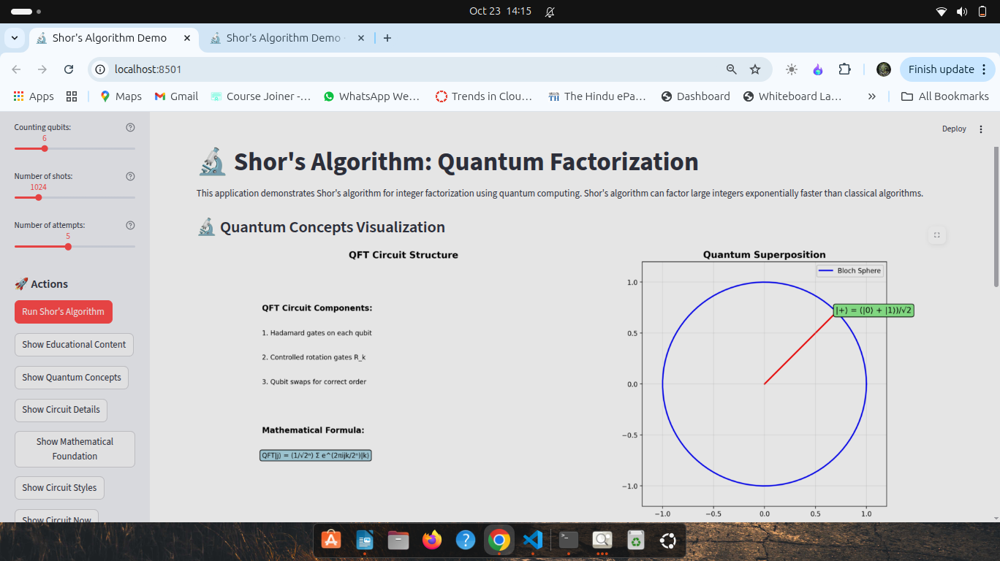 Oct 23 14:15
Shor's Algorithm Demo
Shor's Algorithm Demo
localhost:8501
Finish update
Apps
Maps
Gmail
Course Joiner -...
WhatsApp We...
Trends in Clou...
The Hindu ePa...
Dashboard
Whiteboard La...
All Bookmarks
Counting qubits:
6
Number of shots:
1024
Number of attempts:
5
🚀 Actions
Run Shor's Algorithm
Show Educational Content
Show Quantum Concepts
Show Circuit Details
Show Mathematical
Foundation
Show Circuit Styles
Show Circuit Now
Deploy
🔬 Shor's Algorithm: Quantum Factorization
This application demonstrates Shor's algorithm for integer factorization using quantum computing. Shor's algorithm can factor large integers exponentially faster than classical algorithms.
🔬 Quantum Concepts Visualization
QFT Circuit Structure
QFT Circuit Components:
1. Hadamard gates on each qubit
2. Controlled rotation gates R_k
3. Qubit swaps for correct order
Mathematical Formula:
QFT|j⟩ = (1/√2ⁿ) Σ e^(2πijk/2ⁿ)|k⟩
Quantum Superposition
Bloch Sphere
|+⟩ = (|0⟩ + |1⟩)/√2
1.0
0.5
0.0
−0.5
−1.0
−1.0
−0.5
0.0
0.5
1.0